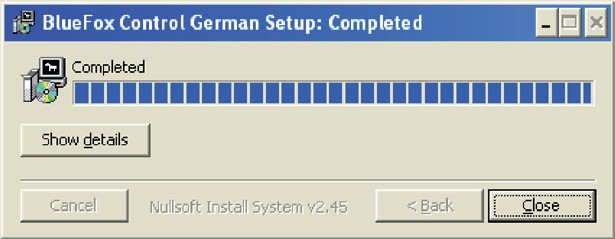 BlueFox Control German Setup: Completed
Completed
Show details
Cancel
Nullsoft Install System v2.45
< Back
Close